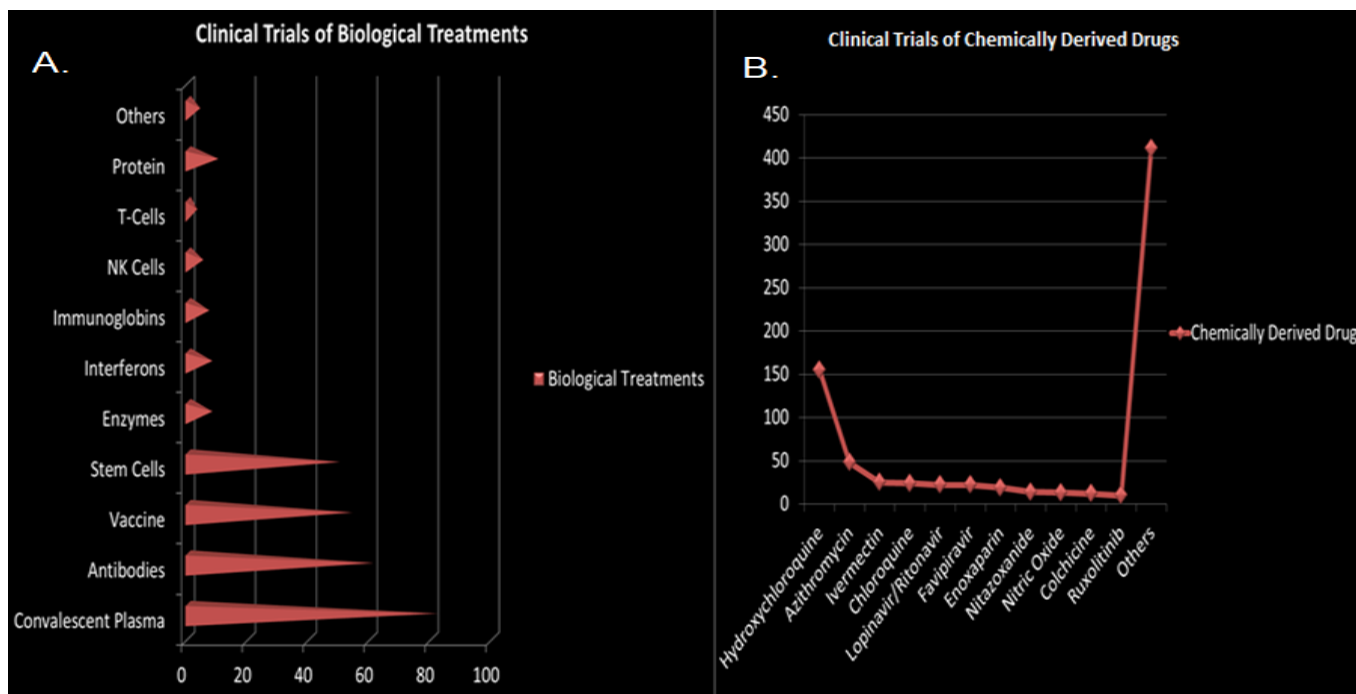 Clinical Trials of Biological Treatments
A.
Others
Protein
T-Cells
NK Cells
Immunoglobins
Interferons
Enzymes
Stem Cells
Vaccine
Antibodies
Convalescent Plasma
0 20 40 60 80 100
Biological Treatments
Clinical Trials of Chemically Derived Drugs
B.
450
400
350
300
250
200
150
100
50
0
Hydroxychloroquine
Azithromycin
Ivermectin
Chloroquine
Lopinavir/Ritonavir
Favipiravir
Enoxaparin
Nitazoxanide
Nitric Oxide
Colchicine
Ruxolitinib
Others
Chemically Derived Drug